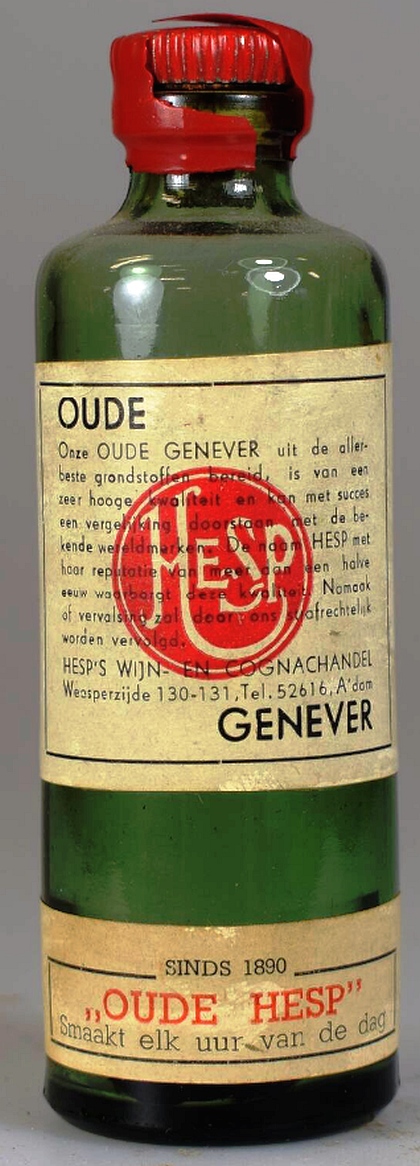 OUDE
Onze OUDE GENEVER uit de aller-
beste grondstoffen bereid, is van een
zeer hooge kwaliteit en kan met succes
een vergelijking doorstaan met de be-
kende wereldmerken. De naam HESP met
haar reputatie van meer dan een halve
eeuw waarborgt deze kwaliteit. Namaak
of vervalsing zal door ons strafrechtelijk
worden vervolgd.
HESP
HESP'S WIJN- EN COGNACHANDEL
Weesperzijde 130-131, Tel. 52616, A'dam
GENEVER
SINDS 1890
„OUDE HESP”
Smaakt elk uur van de dag